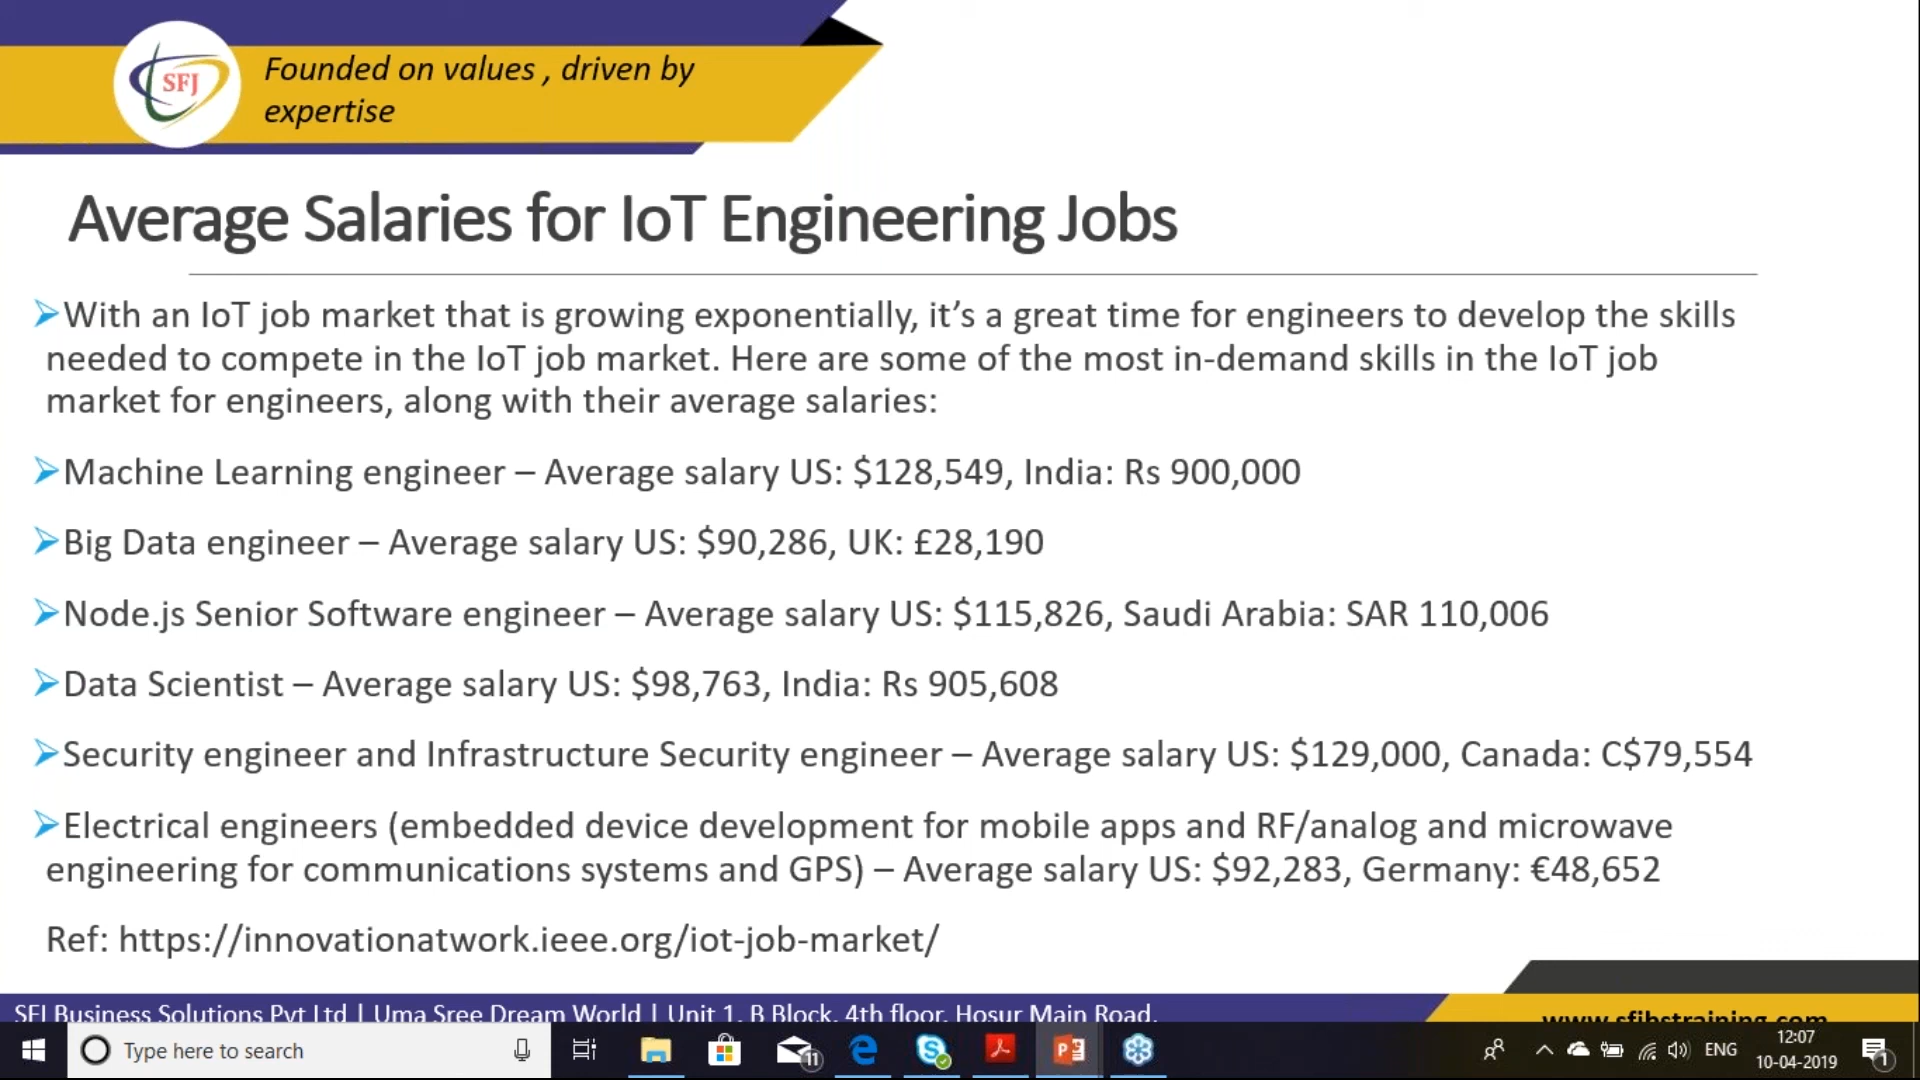 SFJ
Founded on values , driven by
expertise
Average Salaries for IoT Engineering Jobs
With an IoT job market that is growing exponentially, it’s a great time for engineers to develop the skills
needed to compete in the IoT job market. Here are some of the most in-demand skills in the IoT job
market for engineers, along with their average salaries:
Machine Learning engineer – Average salary US: $128,549, India: Rs 900,000
Big Data engineer – Average salary US: $90,286, UK: £28,190
Node.js Senior Software engineer – Average salary US: $115,826, Saudi Arabia: SAR 110,006
Data Scientist – Average salary US: $98,763, India: Rs 905,608
Security engineer and Infrastructure Security engineer – Average salary US: $129,000, Canada: C$79,554
Electrical engineers (embedded device development for mobile apps and RF/analog and microwave
engineering for communications systems and GPS) – Average salary US: $92,283, Germany: €48,652
Ref: https://innovationatwork.ieee.org/iot-job-market/
SFJ Business Solutions Pvt Ltd | Uma Sree Dream World | Unit 1, B Block, 4th floor, Hosur Main Road,
www.sfjbstraining.com
Type here to search
11
ENG
12:07
10-04-2019
1